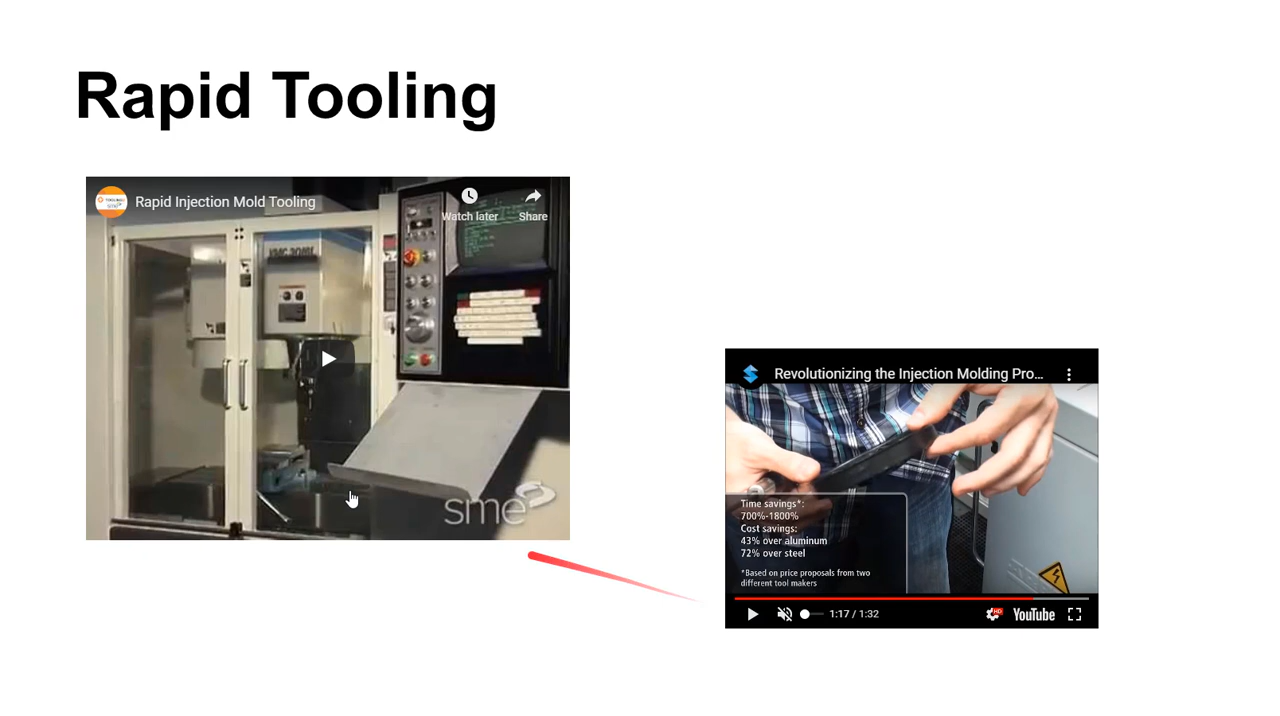 Rapid Tooling
Rapid Injection Mold Tooling
Watch later
Share
sme
Revolutionizing the Injection Molding Pro...
Time savings*:
700%-1800%
Cost savings:
43% over aluminum
72% over steel
*Based on price proposals from two
different tool makers
1:17 / 1:32
HD
YouTube